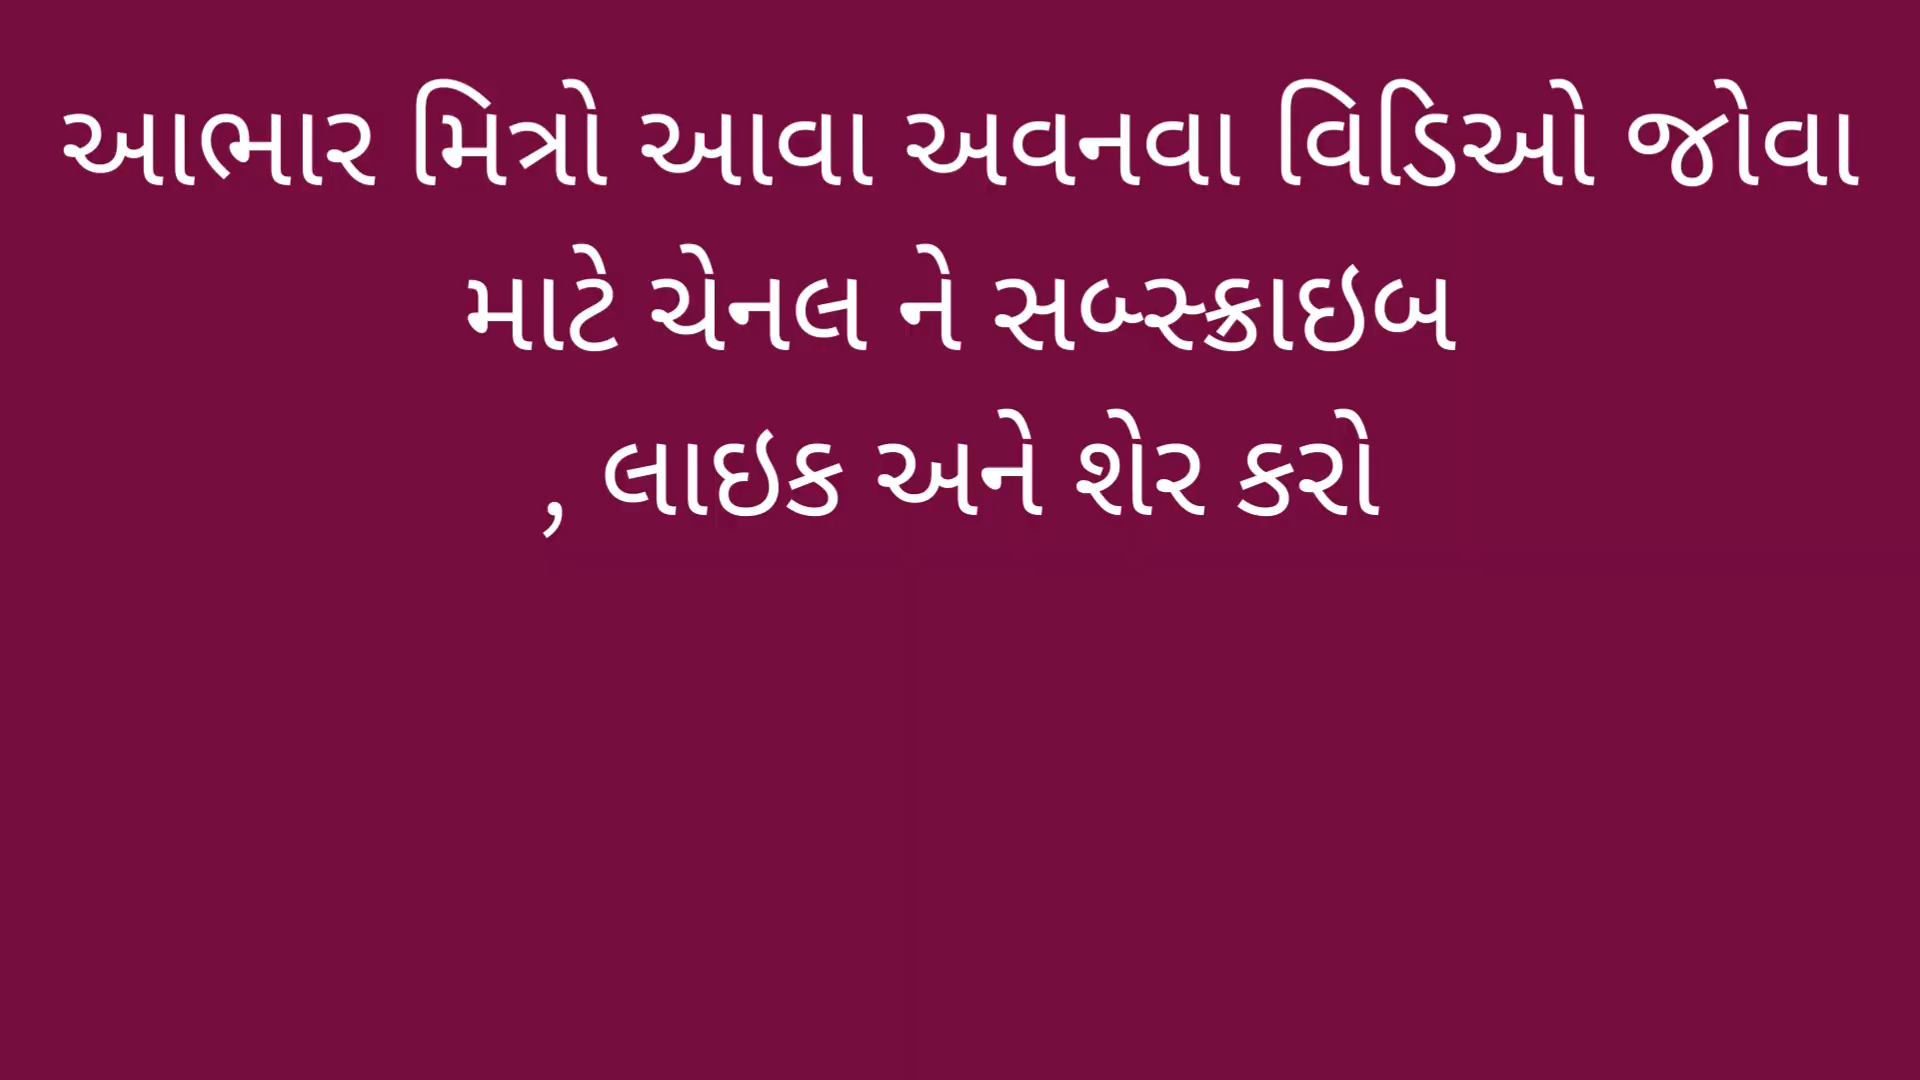 આભાર મિત્રો આવા અવનવા વિડિઓ જોવા
માટે ચેનલ ને સબ્સ્ક્રાઇબ
, લાઇક અને શેર કરો